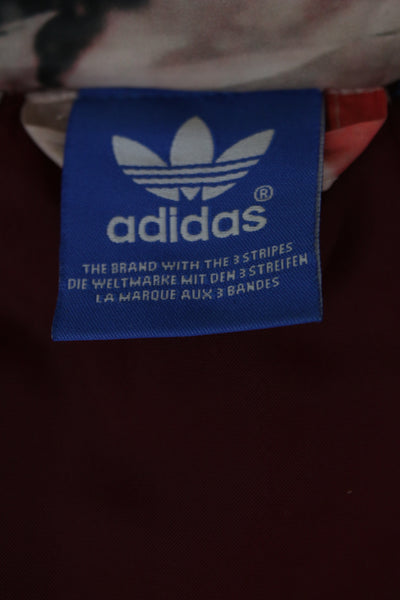 adidas®
THE BRAND WITH THE 3 STRIPES
DIE WELTMARKE MIT DEN 3 STREIFEN
LA MARQUE AUX 3 BANDES